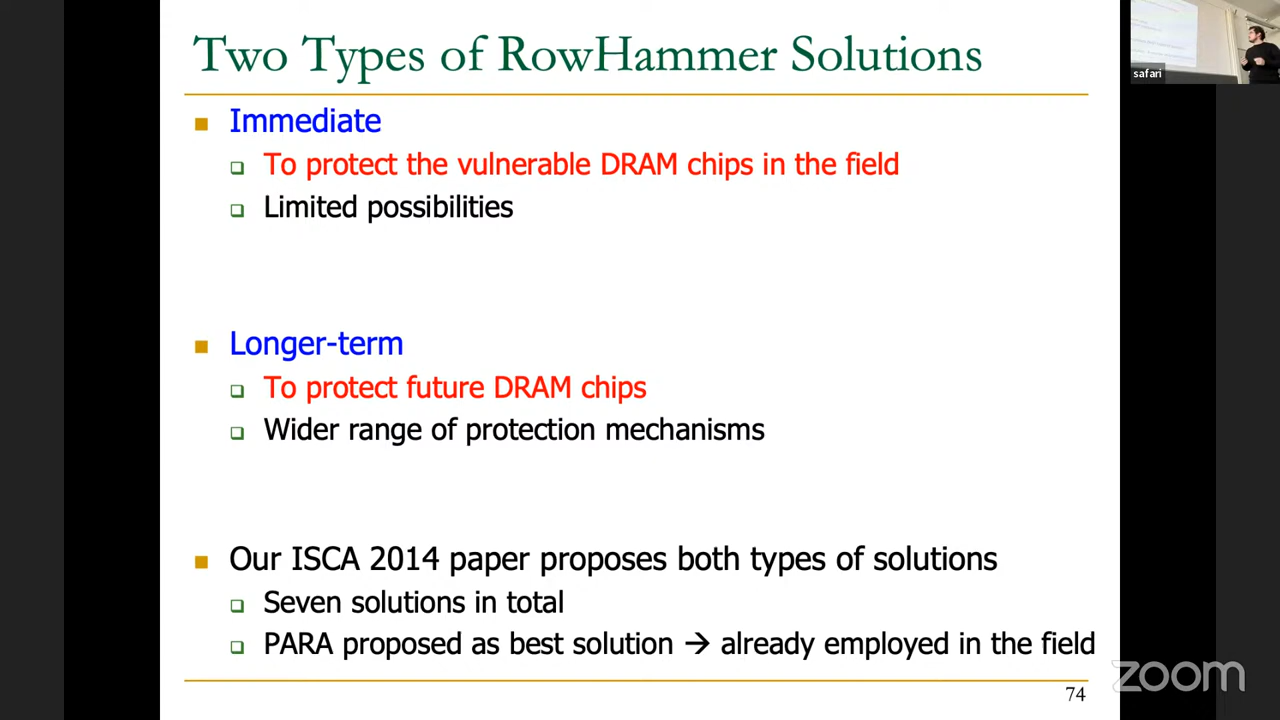 Two Types of RowHammer Solutions
safari
Immediate
To protect the vulnerable DRAM chips in the field
Limited possibilities
Longer-term
To protect future DRAM chips
Wider range of protection mechanisms
Our ISCA 2014 paper proposes both types of solutions
Seven solutions in total
PARA proposed as best solution → already employed in the field
zoom
74